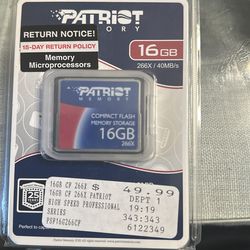 PATRIOT
MEMORY
RETURN NOTICE!
15-DAY RETURN POLICY
Memory
Microprocessors
16GB
266X / 40MB/s
PATRIOT
MEMORY
COMPACT FLASH
MEMORY STORAGE
16GB
266X
16GB CF 266X $ 49.99
16GB CF 266X PATRIOT DEPT 1
HIGH SPEED PROFESSIONAL 19:19
SERIES 343:343
PSF16G266CF 6122349
25